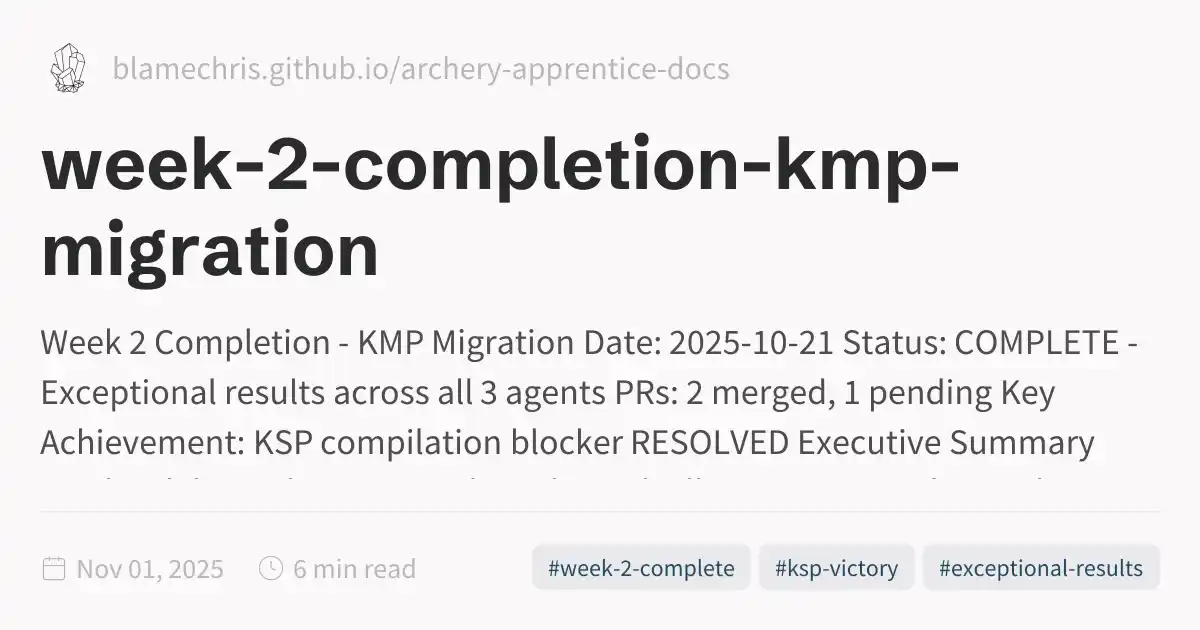 blamechris.github.io/archery-apprentice-docs
week-2-completion-kmp-
migration
Week 2 Completion - KMP Migration Date: 2025-10-21 Status: COMPLETE -
Exceptional results across all 3 agents PRs: 2 merged, 1 pending Key
Achievement: KSP compilation blocker RESOLVED Executive Summary
Nov 01, 2025
6 min read
#week-2-complete
#ksp-victory
#exceptional-results